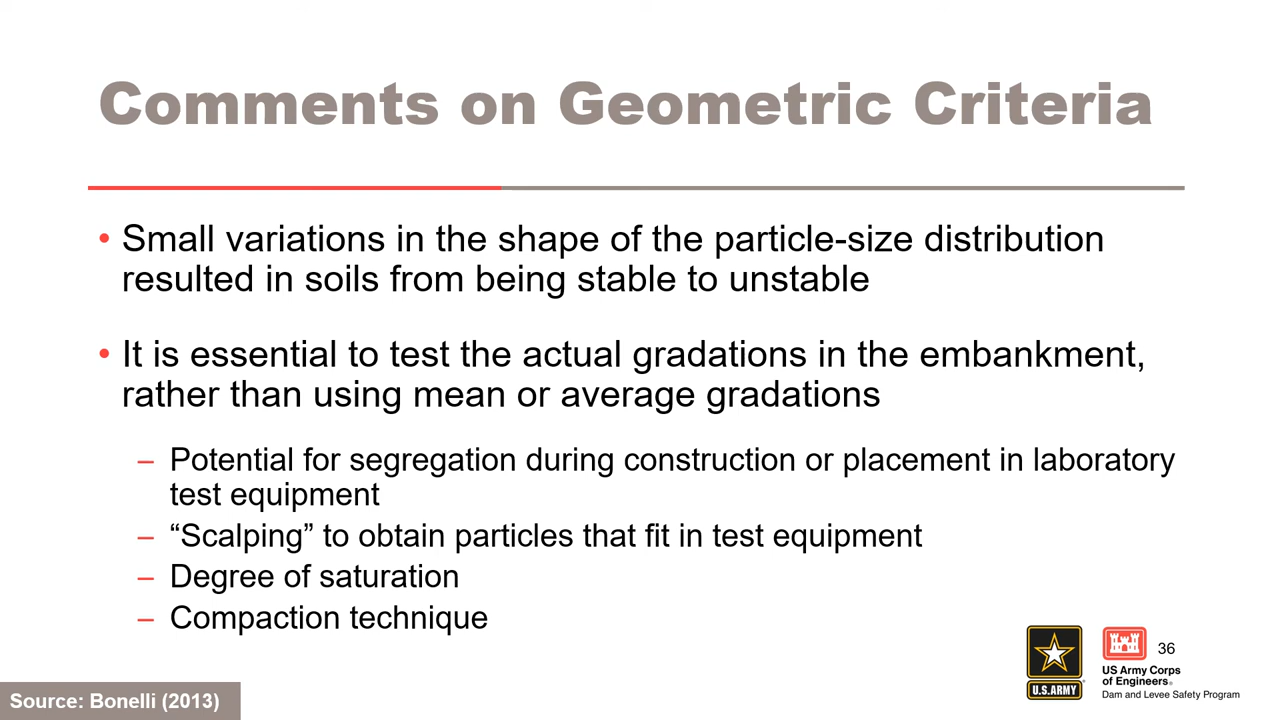 Comments on Geometric Criteria
• Small variations in the shape of the particle-size distribution
resulted in soils from being stable to unstable
• It is essential to test the actual gradations in the embankment,
rather than using mean or average gradations
– Potential for segregation during construction or placement in laboratory
test equipment
– “Scalping” to obtain particles that fit in test equipment
– Degree of saturation
– Compaction technique
36
U.S.ARMY
US Army Corps
of Engineers®
Dam and Levee Safety Program
Source: Bonelli (2013)